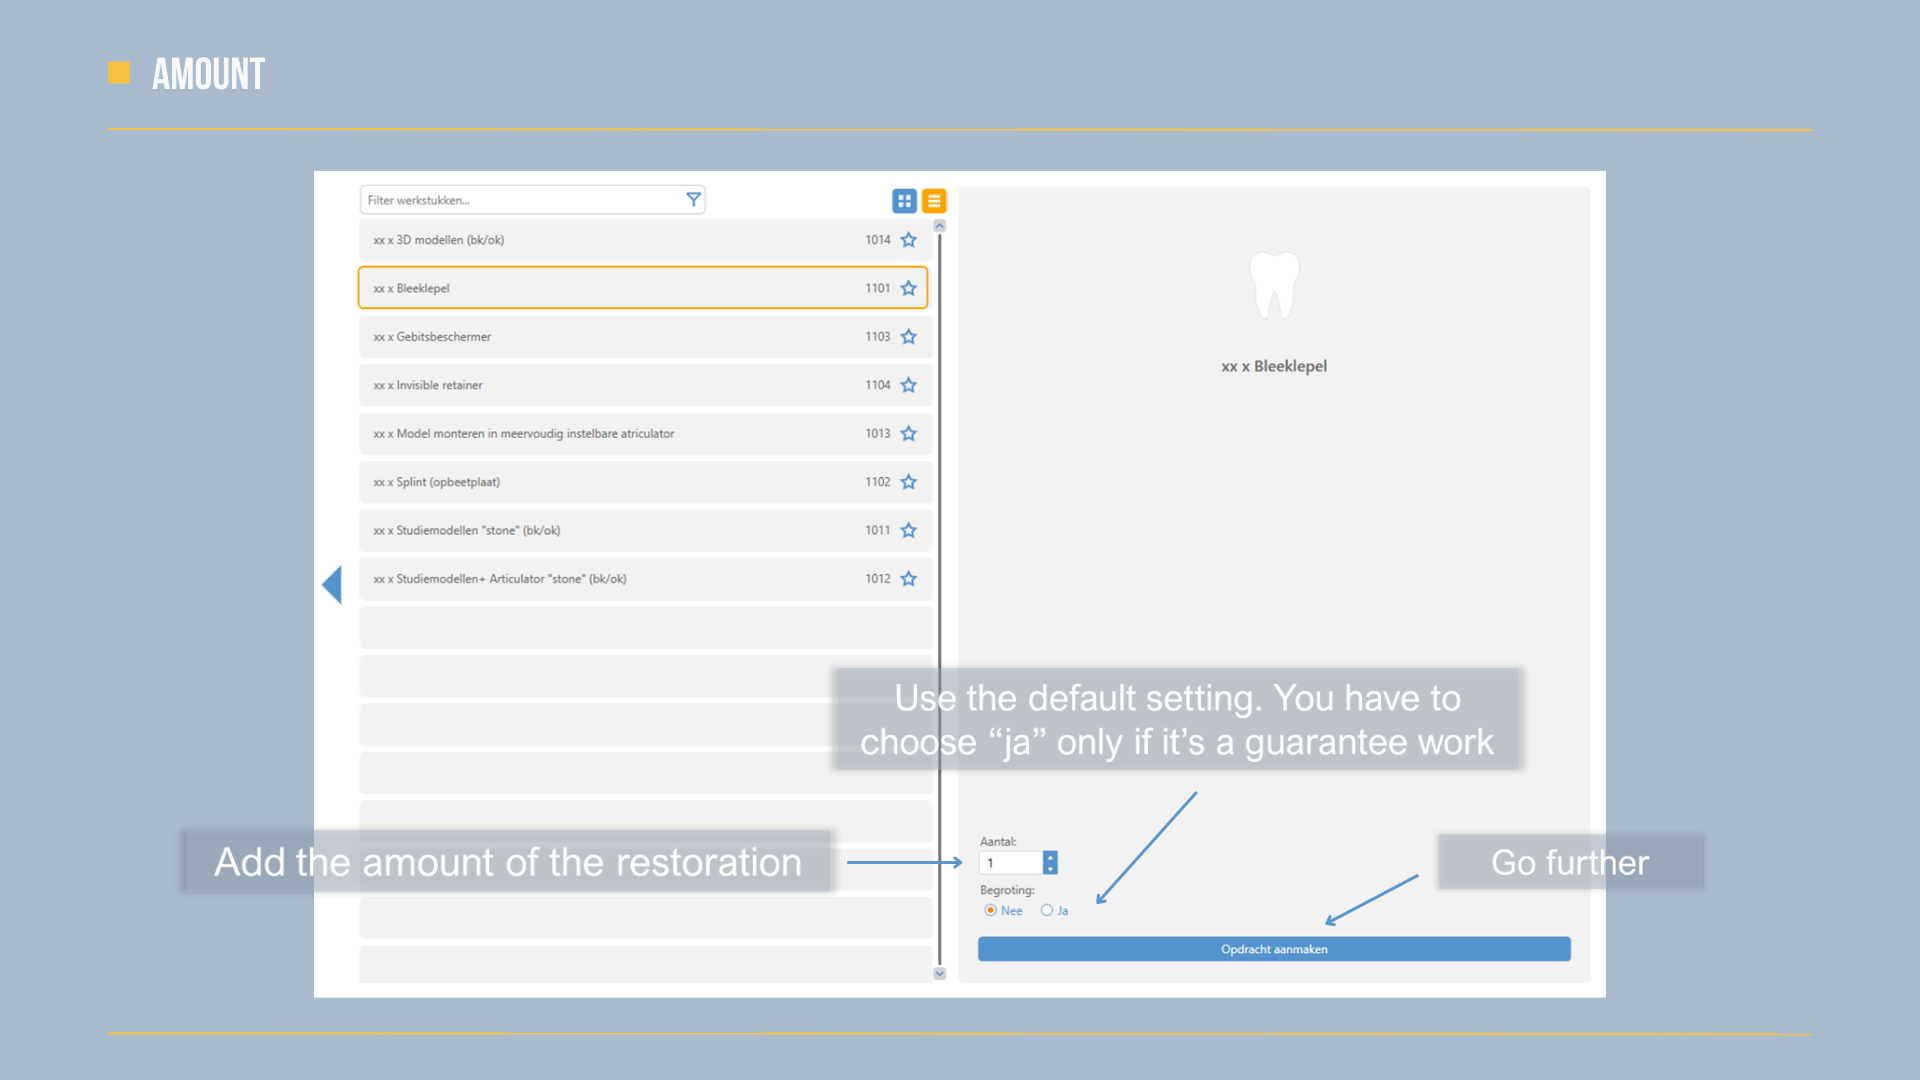 AMOUNT
Filter werkstukken...
xx x 3D modellen (bk/ok) 1014
xx x Bleeklepel 1101
xx x Gebitsbeschermer 1103
xx x Invisible retainer 1104
xx x Model monteren in meervoudig instelbare atriculator 1013
xx x Splint (opbeetplaat) 1102
xx x Studiemodellen "stone" (bk/ok) 1011
xx x Studiemodellen+ Articulator "stone" (bk/ok) 1012
xx x Bleeklepel
Use the default setting. You have to
choose “ja” only if it’s a guarantee work
Add the amount of the restoration
Aantal:
1
Begroting:
Nee Ja
Go further
Opdracht aanmaken